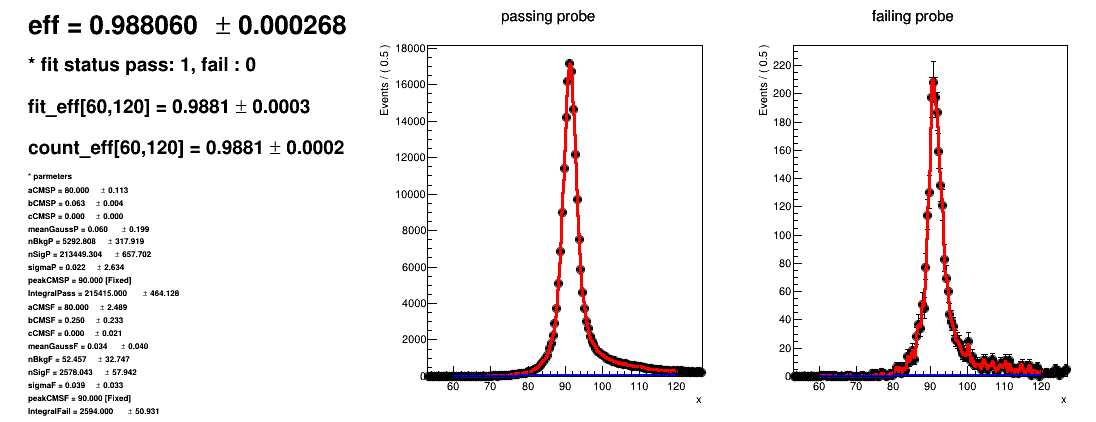 eff = 0.988060 ± 0.000268
* fit status pass: 1, fail : 0
fit_eff[60,120] = 0.9881 ± 0.0003
count_eff[60,120] = 0.9881 ± 0.0002
* parmeters
aCMSP = 80.000 ± 0.113
bCMSP = 0.063 ± 0.004
cCMSP = 0.000 ± 0.000
meanGaussP = 0.060 ± 0.199
nBkgP = 5292.808 ± 317.919
nSigP = 213449.304 ± 657.702
sigmaP = 0.022 ± 2.634
peakCMSP = 90.000 [Fixed]
IntegralPass = 215415.000 ± 464.128
aCMSF = 80.000 ± 2.489
bCMSF = 0.250 ± 0.233
cCMSF = 0.000 ± 0.021
meanGaussF = 0.034 ± 0.040
nBkgF = 52.457 ± 32.747
nSigF = 2578.043 ± 57.942
sigmaF = 0.039 ± 0.033
peakCMSF = 90.000 [Fixed]
IntegralFail = 2594.000 ± 50.931
passing probe
Events / ( 0.5 )
18000
16000
14000
12000
10000
8000
6000
4000
2000
0
60 70 80 90 100 110 120
x
failing probe
Events / ( 0.5 )
220
200
180
160
140
120
100
80
60
40
20
0
60 70 80 90 100 110 120
x